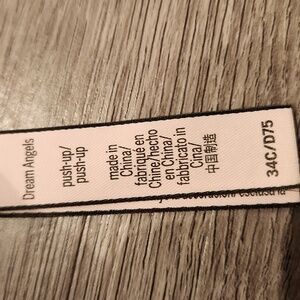 Dream Angels
push-up/
push-up
made in
China/
fabriqué en
Chine/hecho
en China/
fabricato in
Cina/
中国制造
34C/D75